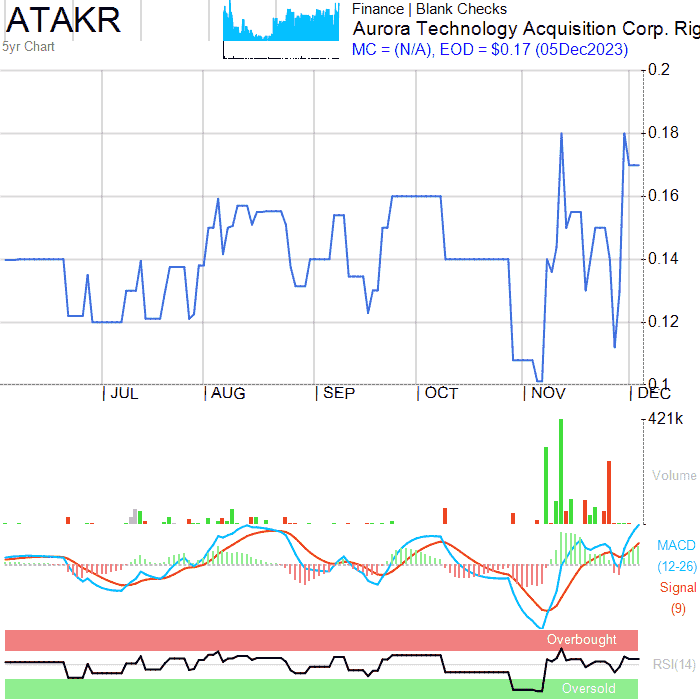 ATAKR
5yr Chart
Finance | Blank Checks
Aurora Technology Acquisition Corp. Rig
MC = (N/A), EOD = $0.17 (05Dec2023)
0.2
0.18
0.16
0.14
0.12
0.1
JUL AUG SEP OCT NOV DEC
421k
Volume
MACD
(12-26)
Signal
(9)
Overbought
RSI(14)
Oversold